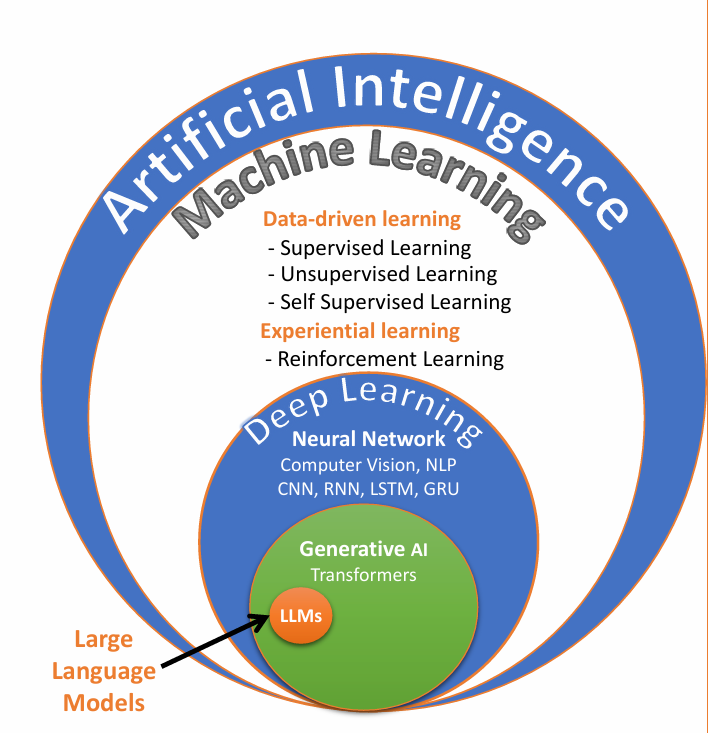 Artificial Intelligence
Machine Learning
Data-driven learning
- Supervised Learning
- Unsupervised Learning
- Self Supervised Learning
Experiential learning
- Reinforcement Learning
Deep Learning
Neural Network
Computer Vision, NLP
CNN, RNN, LSTM, GRU
Generative AI
Transformers
LLMs
Large
Language
Models